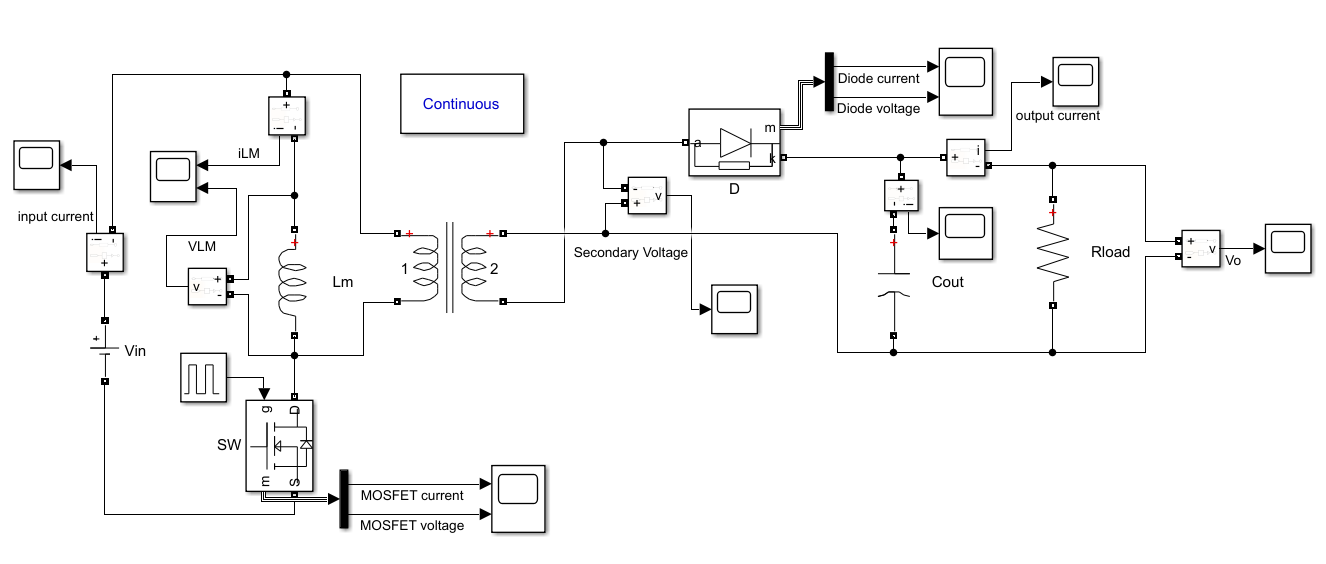 Continuous
Diode current
Diode voltage
output current
m
a
k
D
i
+
-
iLM
+
i
-
input current
i
-
+
VLM
v
+
-
Lm
+
+
1
2
+
-
+
v
Secondary Voltage
+
i
-
+
Cout
+
Rload
+
-
v
Vo
+
Vin
g
D
SW
m
S
MOSFET current
MOSFET voltage